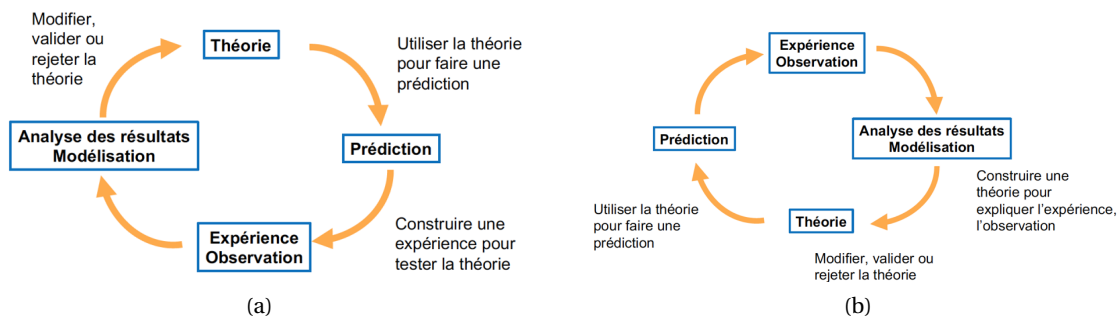 Modifier,
valider ou
rejeter la
théorie
Théorie
Utiliser la théorie
pour faire une
prédiction
Analyse des résultats
Modélisation
Prédiction
Expérience
Observation
Construire une
expérience pour
tester la théorie
(a)
Expérience
Observation
Prédiction
Analyse des résultats
Modélisation
Utiliser la théorie
pour faire une
prédiction
Théorie
Construire une
théorie pour
expliquer l'expérience,
l'observation
Modifier, valider ou
rejeter la théorie
(b)